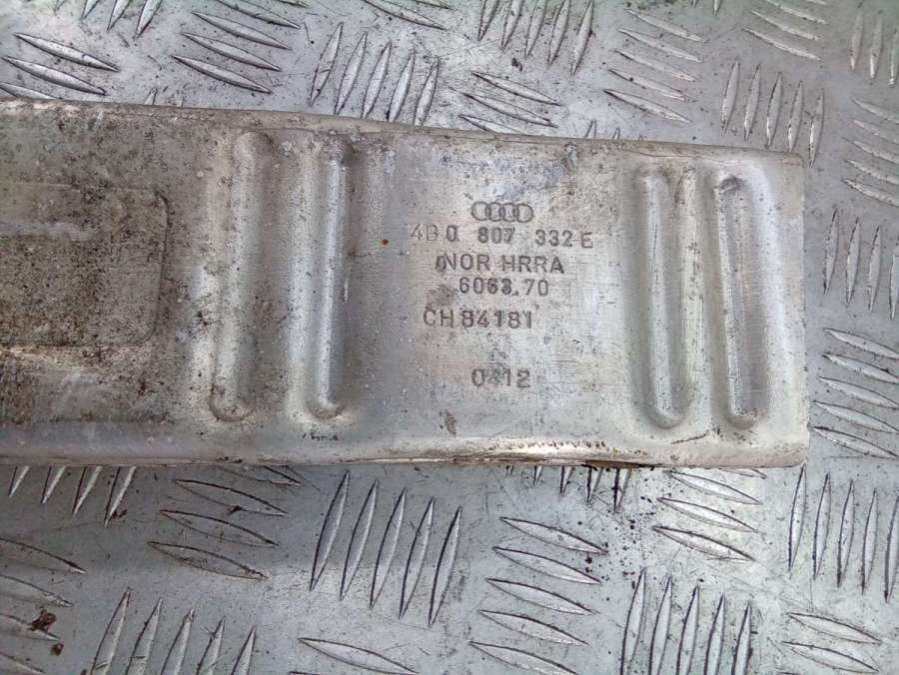 4B0 807 332 E
NOR HRRA
6063.70
CH 84181
0412